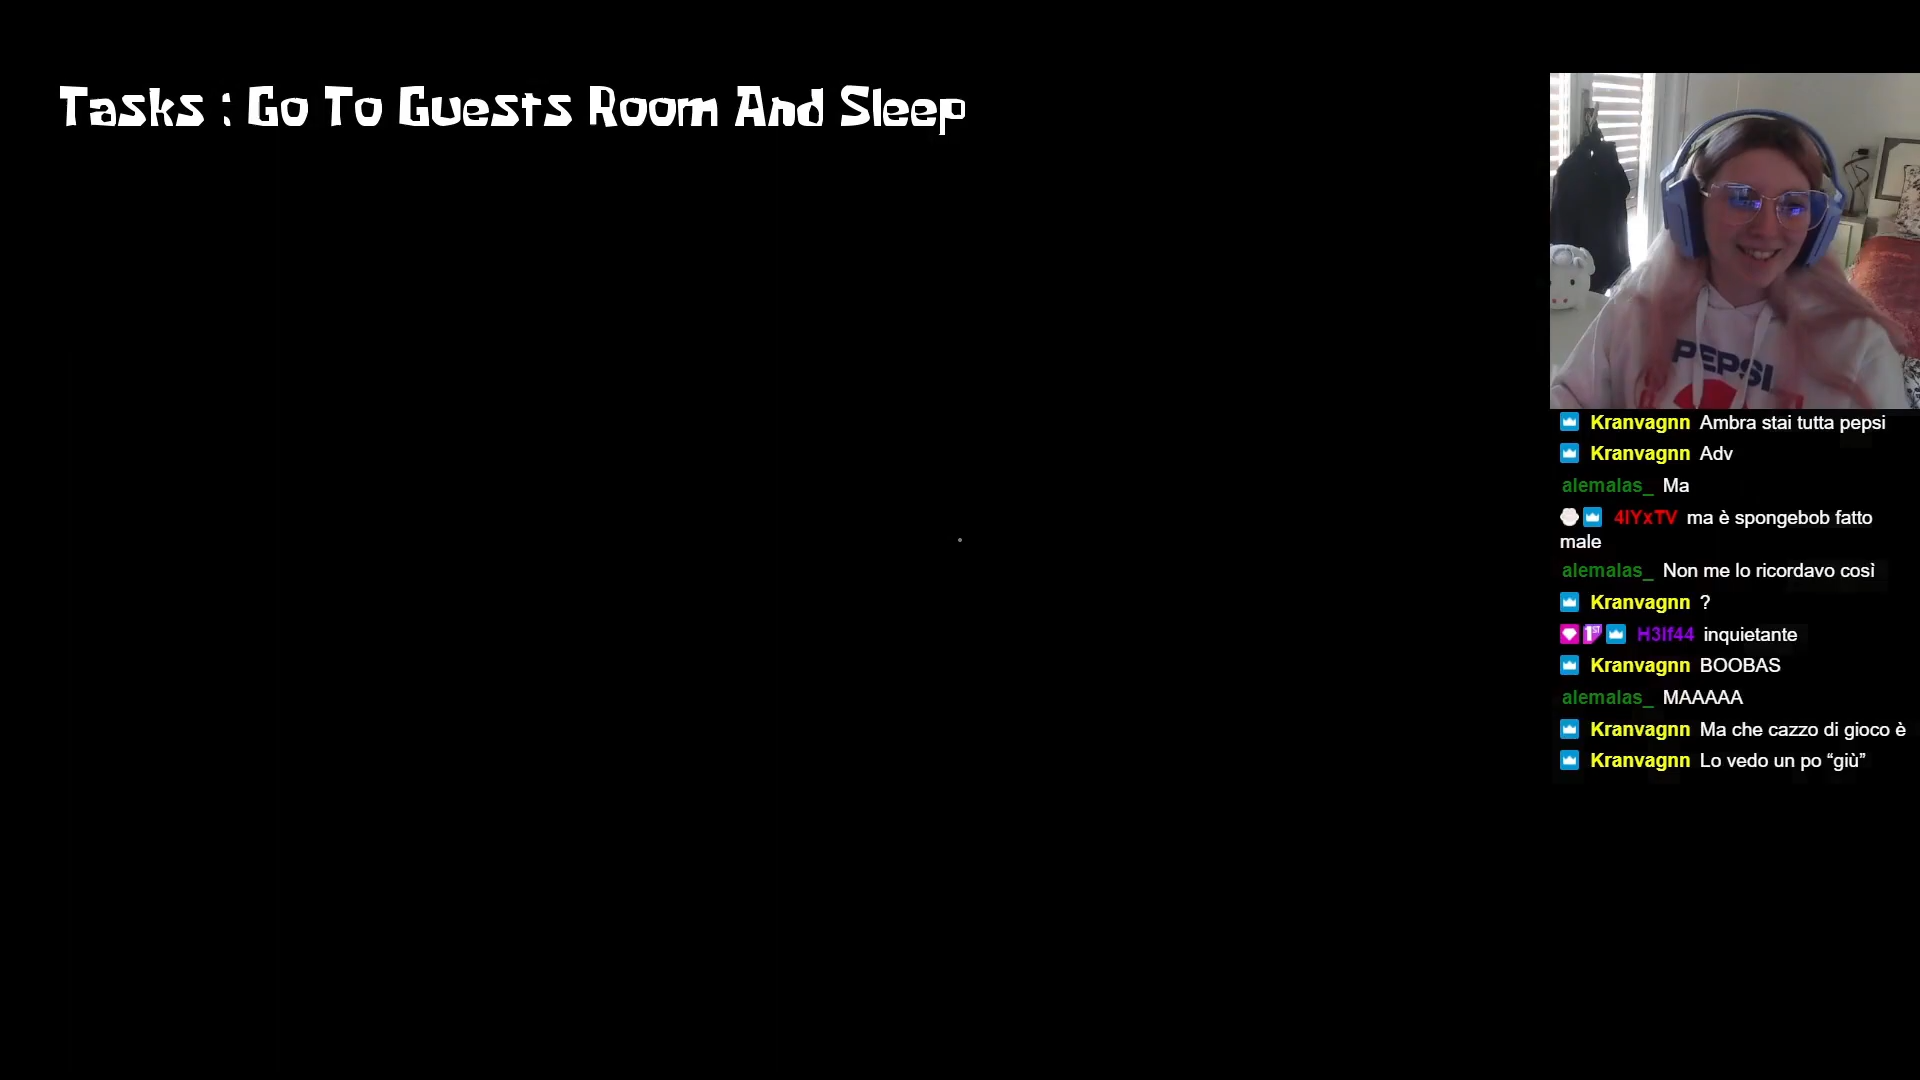 Tasks : Go To Guests Room And Sleep
PEPSI
Kranvagnn Ambra stai tutta pepsi
Kranvagnn Adv
alemalas_ Ma
4lYxTV ma è spongebob fatto
male
alemalas_ Non me lo ricordavo così
Kranvagnn ?
1ST H3lf44 inquietante
Kranvagnn BOOBAS
alemalas_ MAAAAA
Kranvagnn Ma che cazzo di gioco è
Kranvagnn Lo vedo un po “giù”